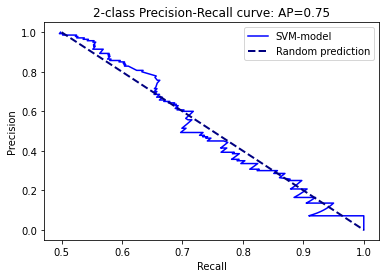 2-class Precision-Recall curve: AP=0.75
SVM-model
Random prediction
Precision
1.0
0.8
0.6
0.4
0.2
0.0
0.5 0.6 0.7 0.8 0.9 1.0
Recall